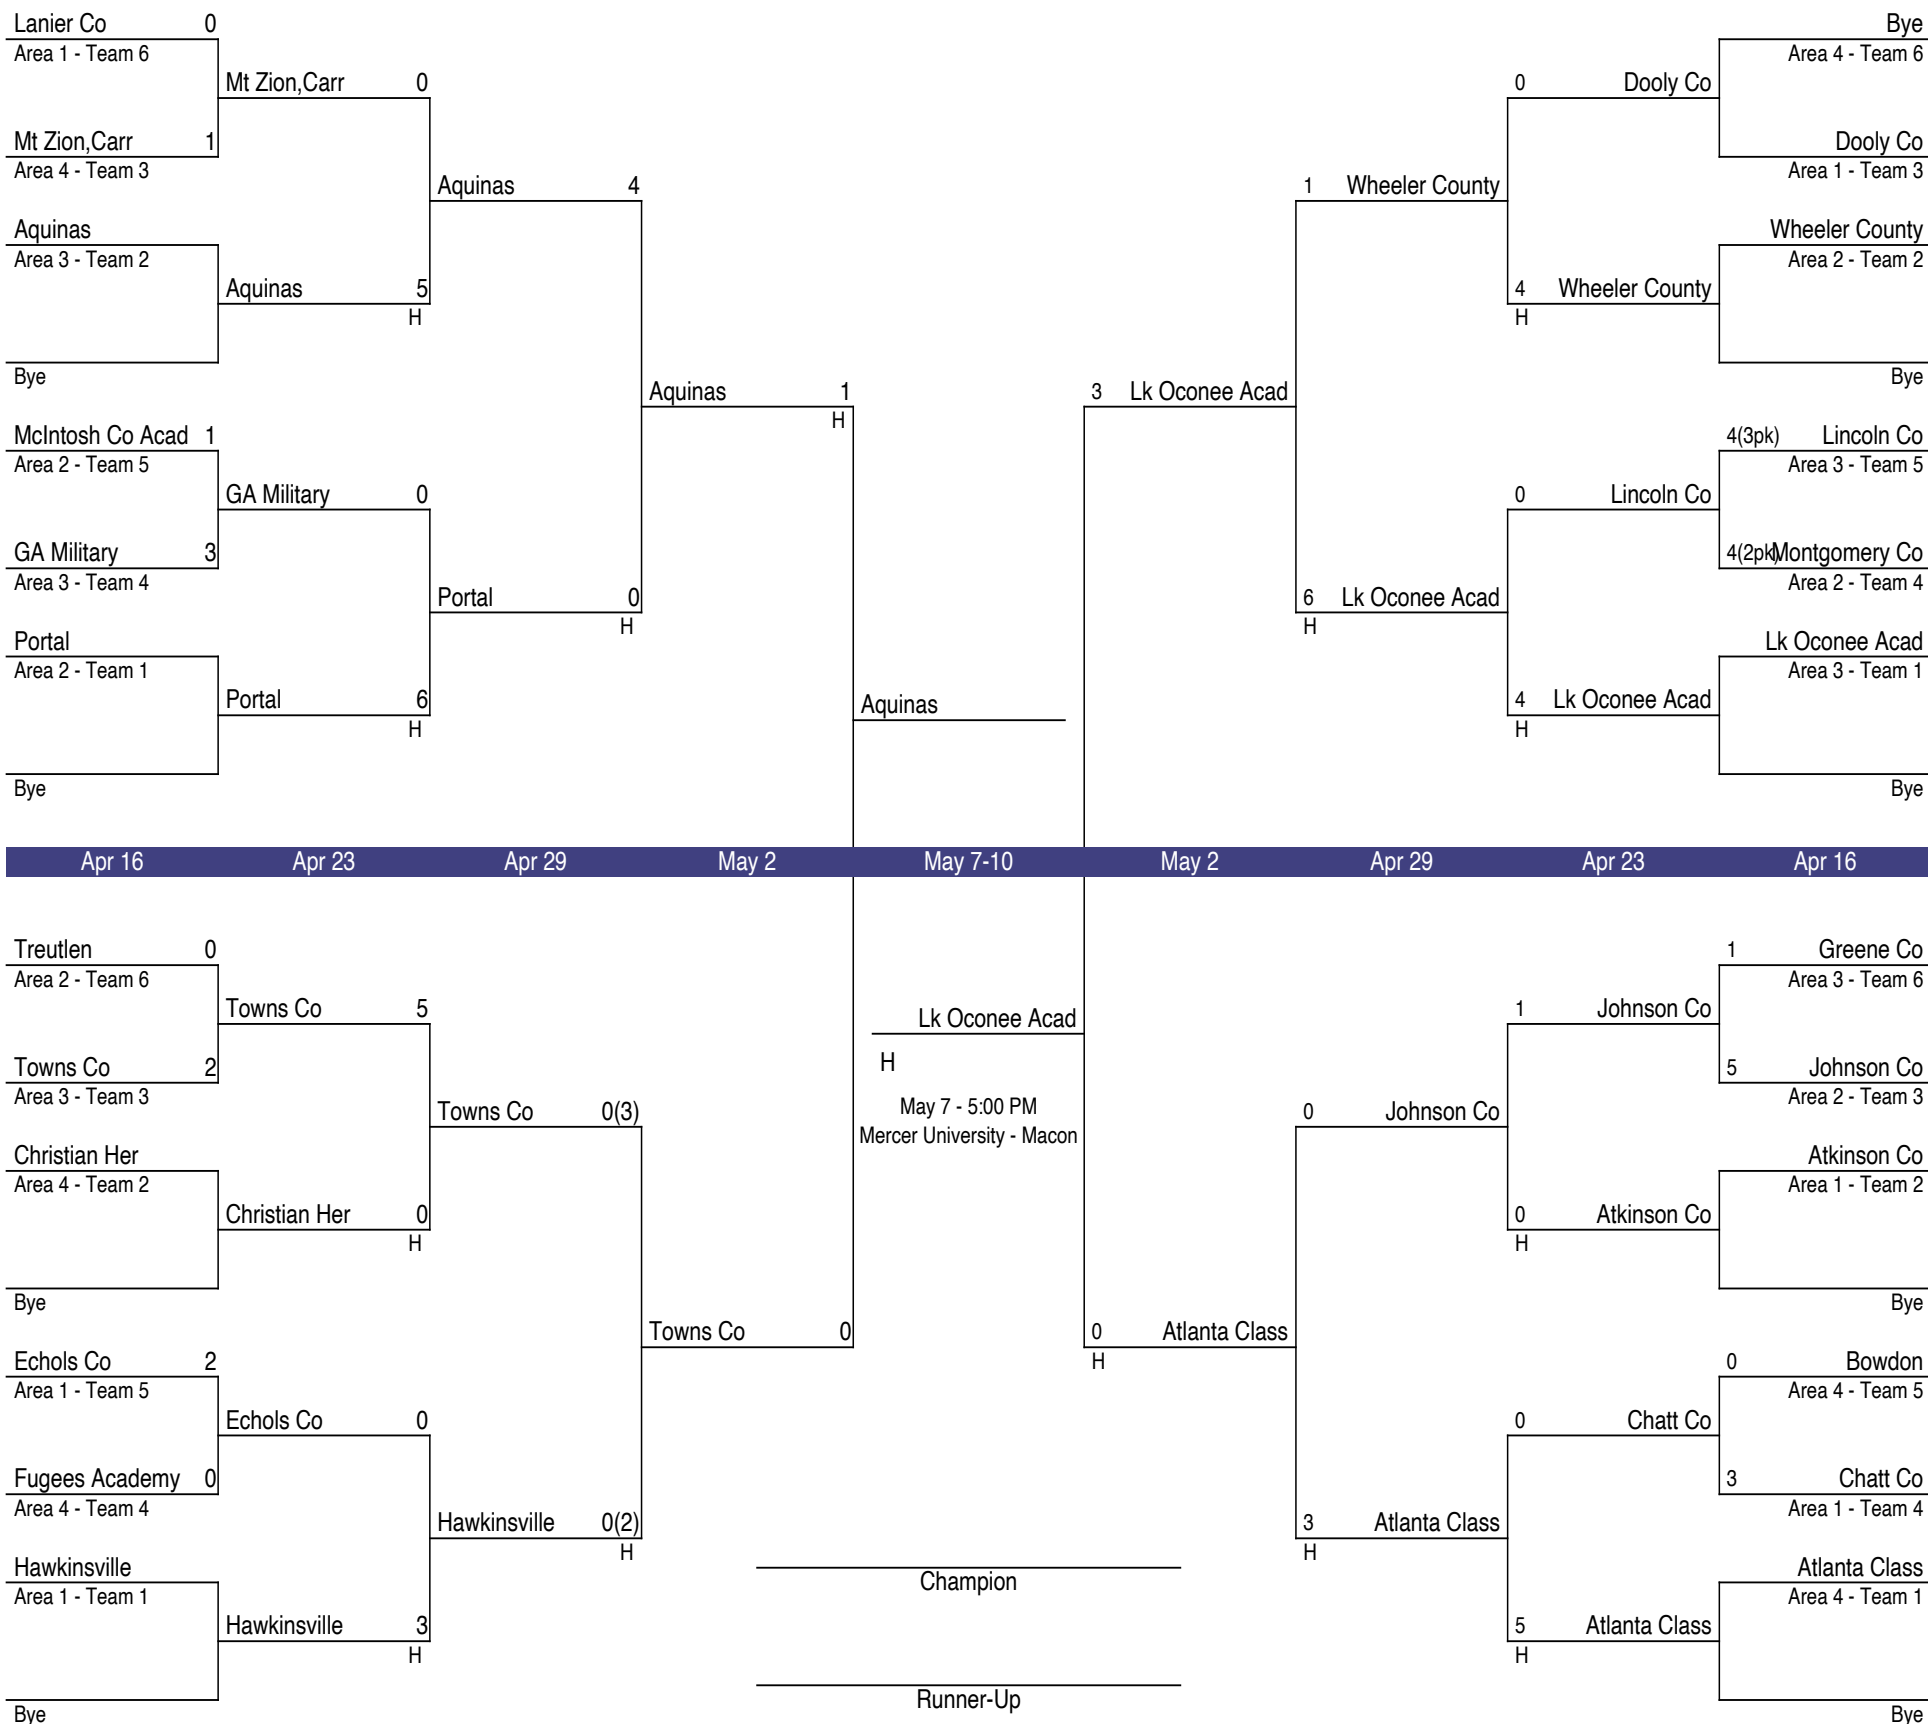 Lanier Co 0
Area 1 - Team 6
Mt Zion,Carr 0
Mt Zion,Carr 1
Area 4 - Team 3
Aquinas 4
Aquinas
Area 3 - Team 2
Aquinas 5
H
Bye
Aquinas 1
H
McIntosh Co Acad 1
Area 2 - Team 5
GA Military 0
GA Military 3
Area 3 - Team 4
Portal 0
H
Portal
Area 2 - Team 1
Portal 6
H
Bye
Aquinas
Bye
Area 4 - Team 6
0 Dooly Co
Dooly Co
Area 1 - Team 3
1 Wheeler County
Wheeler County
Area 2 - Team 2
4 Wheeler County
H
Bye
3 Lk Oconee Acad
4(3pk) Lincoln Co
Area 3 - Team 5
0 Lincoln Co
4(2pk) Montgomery Co
Area 2 - Team 4
6 Lk Oconee Acad
H
Lk Oconee Acad
Area 3 - Team 1
4 Lk Oconee Acad
H
Bye
Apr 16 Apr 23 Apr 29 May 2 May 7-10 May 2 Apr 29 Apr 23 Apr 16
Treutlen 0
Area 2 - Team 6
Towns Co 5
Towns Co 2
Area 3 - Team 3
Towns Co 0(3)
Christian Her
Area 4 - Team 2
Christian Her 0
H
Bye
Towns Co 0
Echols Co 2
Area 1 - Team 5
Echols Co 0
Fugees Academy 0
Area 4 - Team 4
Hawkinsville 0(2)
H
Hawkinsville
Area 1 - Team 1
Hawkinsville 3
H
Bye
Lk Oconee Acad
H
May 7 - 5:00 PM
Mercer University - Macon
Champion
Runner-Up
1 Greene Co
Area 3 - Team 6
1 Johnson Co
5 Johnson Co
Area 2 - Team 3
0 Johnson Co
Atkinson Co
Area 1 - Team 2
0 Atkinson Co
H
Bye
0 Atlanta Class
H
0 Bowdon
Area 4 - Team 5
0 Chatt Co
3 Chatt Co
Area 1 - Team 4
3 Atlanta Class
H
Atlanta Class
Area 4 - Team 1
5 Atlanta Class
H
Bye